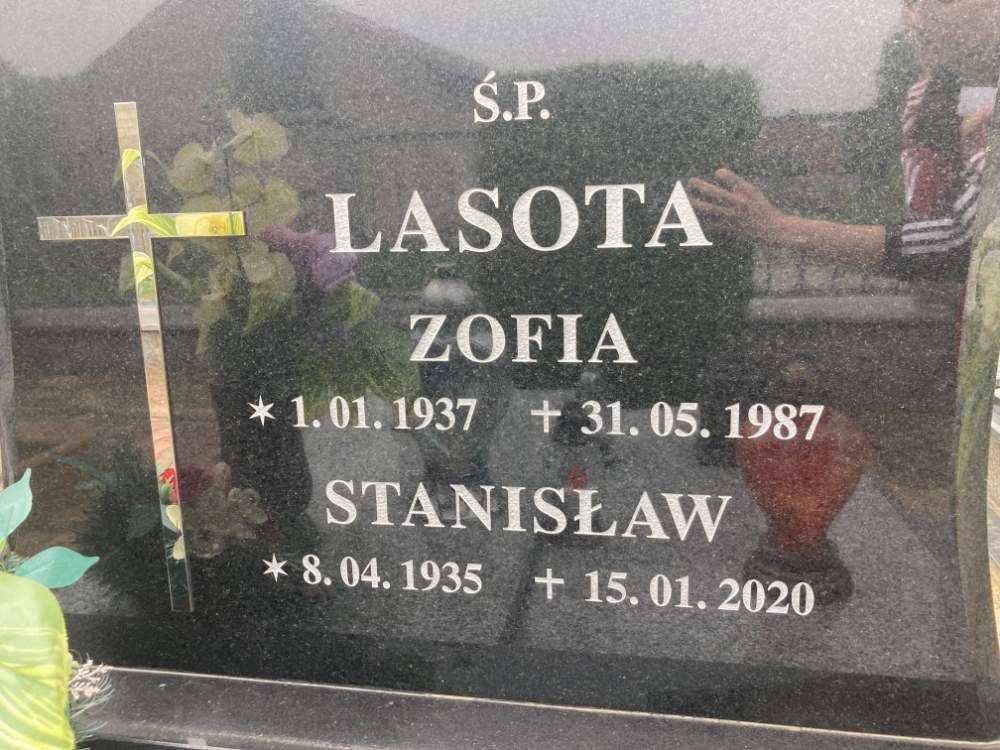 Ś.P.
LASOTA
ZOFIA
✶ 1. 01. 1937 ✝ 31. 05. 1987
STANISŁAW
✶ 8. 04. 1935 ✝ 15. 01. 2020